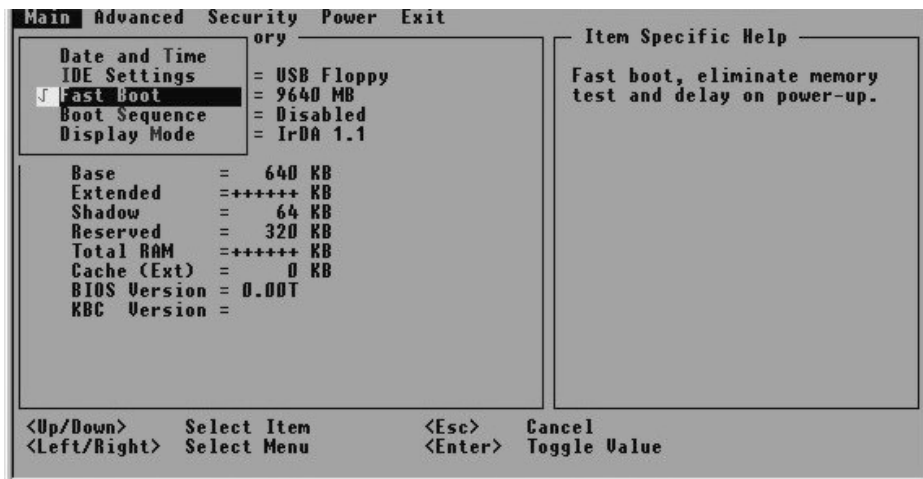 Main Advanced Security Power Exit
ory
Item Specific Help
Date and Time
IDE Settings = USB Floppy
√ Fast Boot = 9640 MB
Boot Sequence = Disabled
Display Mode = IrDA 1.1
Fast boot, eliminate memory
test and delay on power-up.
Base = 640 KB
Extended =++++++ KB
Shadow = 64 KB
Reserved = 320 KB
Total RAM =++++++ KB
Cache (Ext) = 0 KB
BIOS Version = 0.00T
KBC Version =
<Up/Down> Select Item <Esc> Cancel
<Left/Right> Select Menu <Enter> Toggle Value